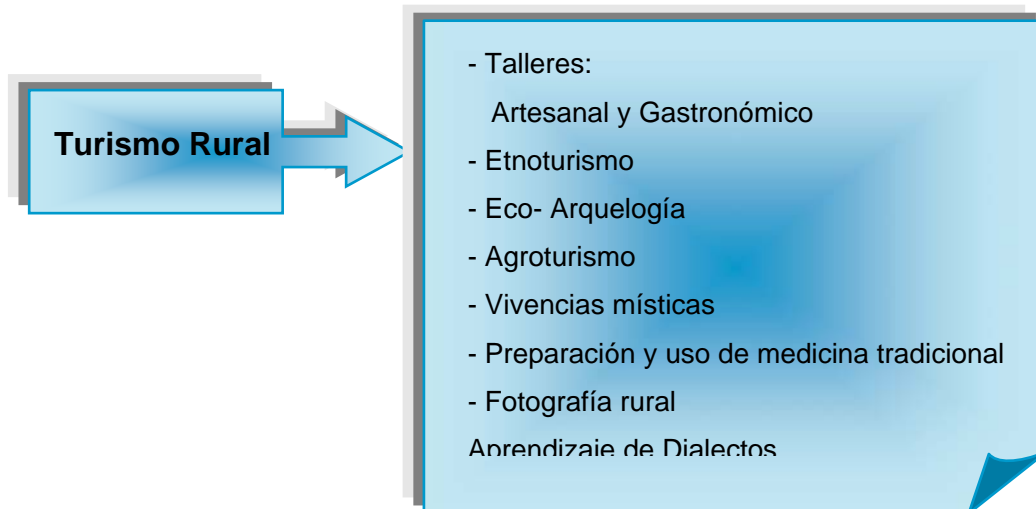 Turismo Rural
- Talleres:
Artesanal y Gastronómico
- Etnoturismo
- Eco- Arquelogía
- Agroturismo
- Vivencias místicas
- Preparación y uso de medicina tradicional
- Fotografía rural
Aprendizaje de Dialectos